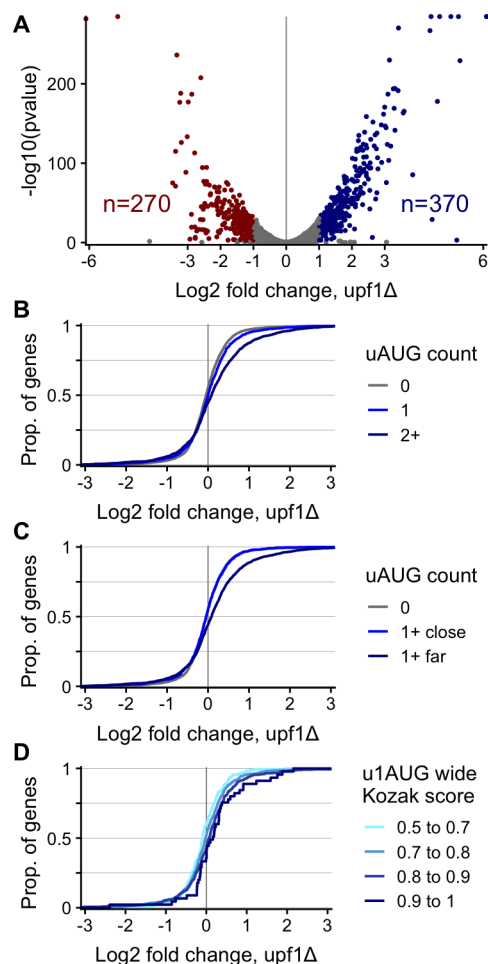 A
-log10(pvalue)
200
100
0
n=270
n=370
-6 -3 -2 -1 0 1 2 3 6
Log2 fold change, upf1Δ
B
Prop. of genes
1
0.5
0
-3 -2 -1 0 1 2 3
Log2 fold change, upf1Δ
uAUG count
0
1
2+
C
Prop. of genes
1
0.5
0
-3 -2 -1 0 1 2 3
Log2 fold change, upf1Δ
uAUG count
0
1+ close
1+ far
D
Prop. of genes
1
0.5
0
-3 -2 -1 0 1 2 3
Log2 fold change, upf1Δ
u1AUG wide
Kozak score
0.5 to 0.7
0.7 to 0.8
0.8 to 0.9
0.9 to 1